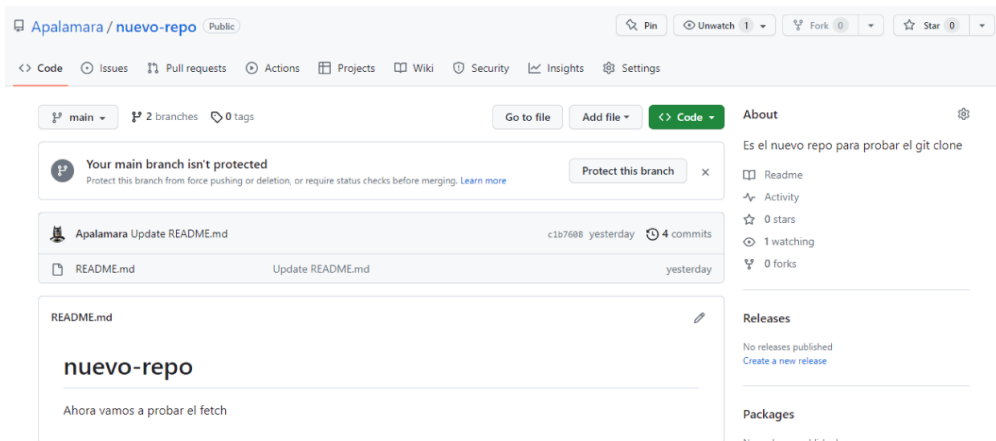 Apalamara / nuevo-repo Public
Pin
Unwatch 1
Fork 0
Star 0
<> Code
Issues
Pull requests
Actions
Projects
Wiki
Security
Insights
Settings
main
2 branches
0 tags
Go to file
Add file
<> Code
Your main branch isn't protected
Protect this branch from force pushing or deletion, or require status checks before merging. Learn more
Protect this branch
Apalamara Update README.md
c1b7608 yesterday
4 commits
README.md
Update README.md
yesterday
README.md
nuevo-repo
Ahora vamos a probar el fetch
About
Es el nuevo repo para probar el git clone
Readme
Activity
0 stars
1 watching
0 forks
Releases
No releases published
Create a new release
Packages